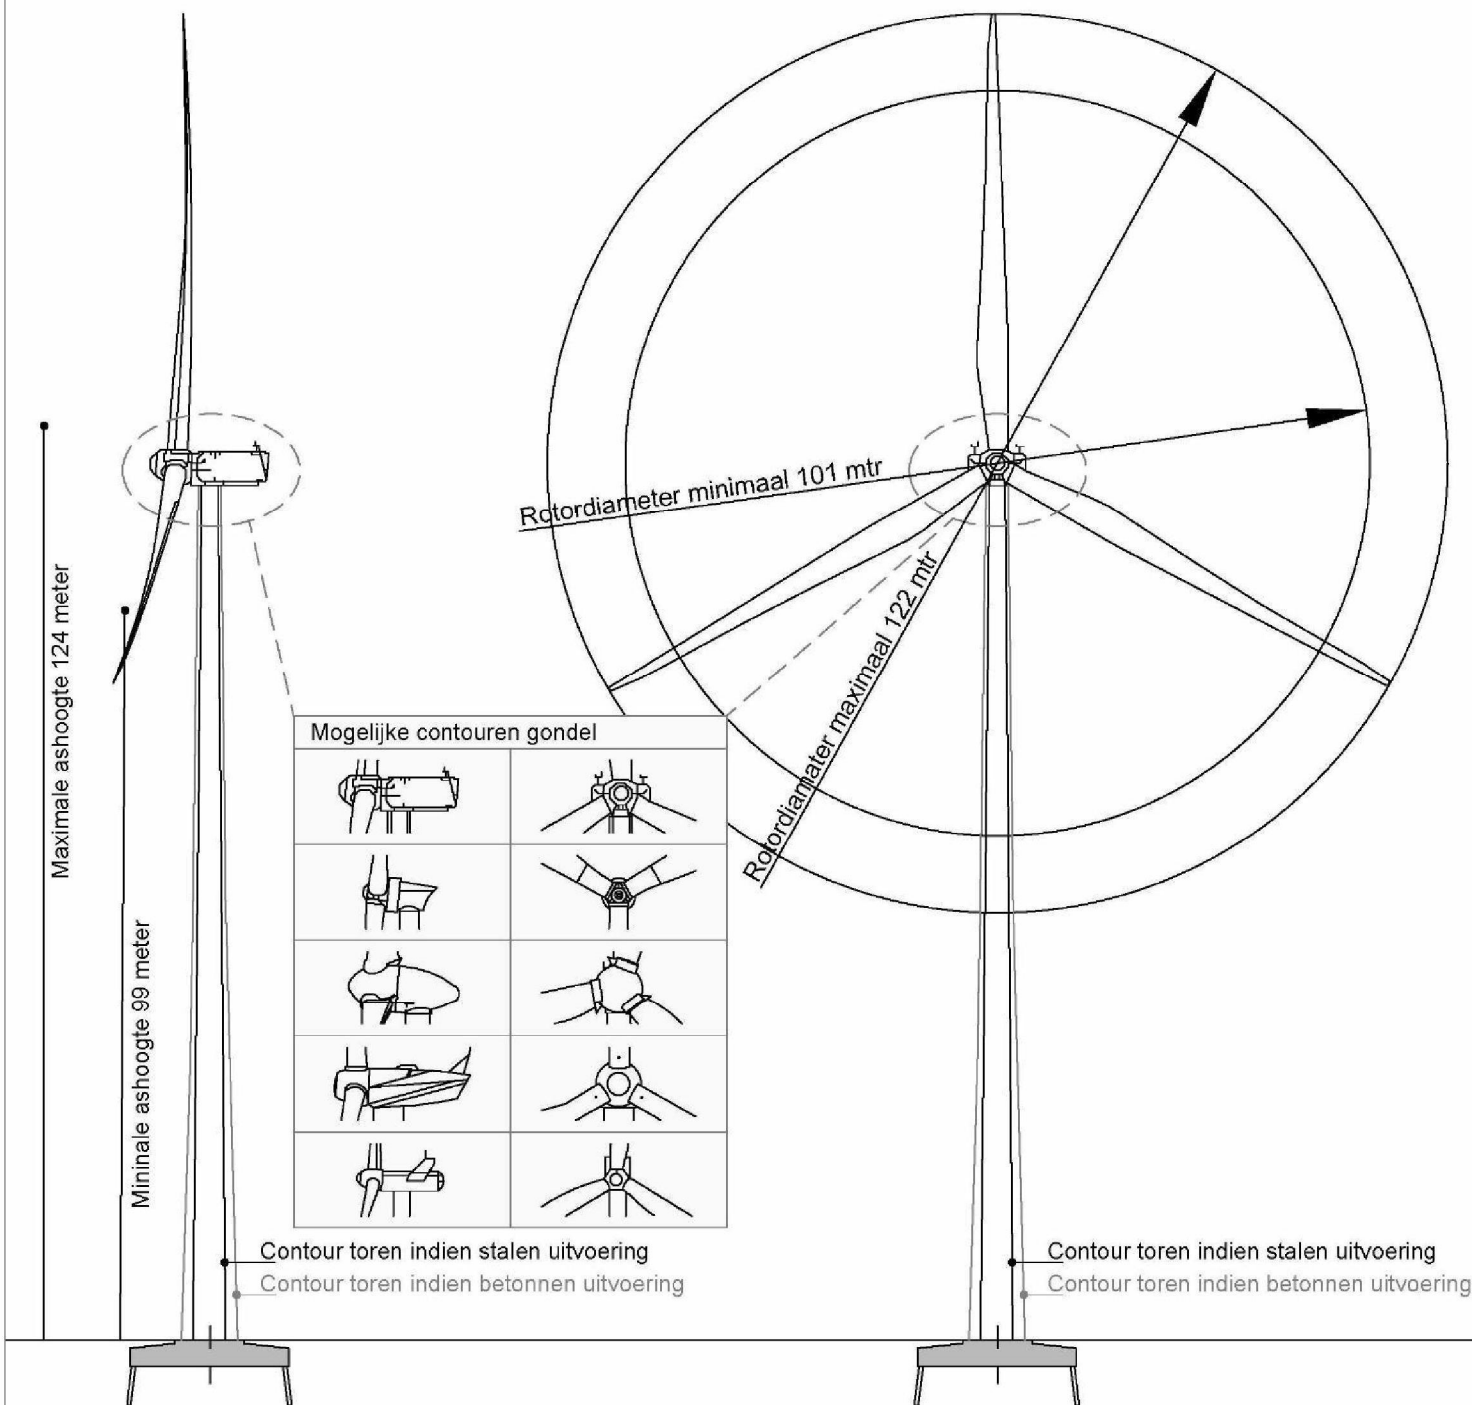 Rotordiameter minimaal 101 mtr
Rotordiamater maximaal 122 mtr
Maximale ashoogte 124 meter
Mininale ashoogte 99 meter
Mogelijke contouren gondel
Contour toren indien stalen uitvoering
Contour toren indien betonnen uitvoering
Contour toren indien stalen uitvoering
Contour toren indien betonnen uitvoering